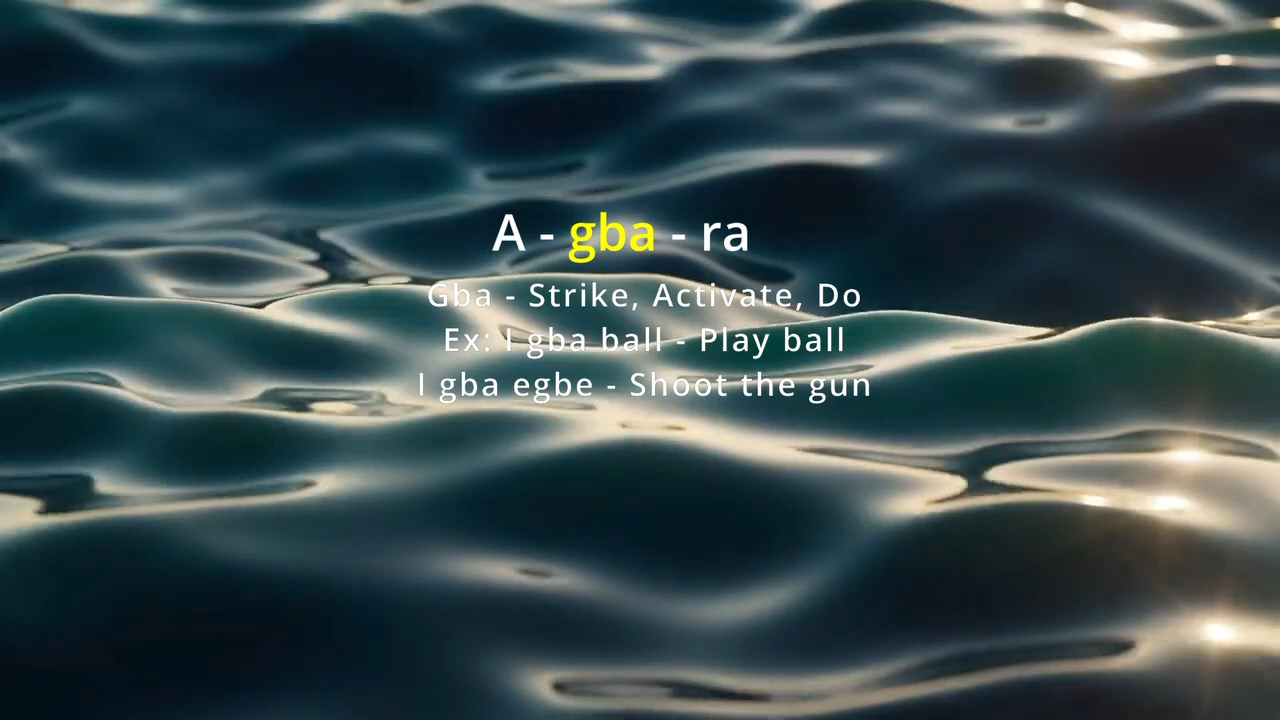 A - gba - ra
Gba - Strike, Activate, Do
Ex: I gba ball - Play ball
I gba egbe - Shoot the gun